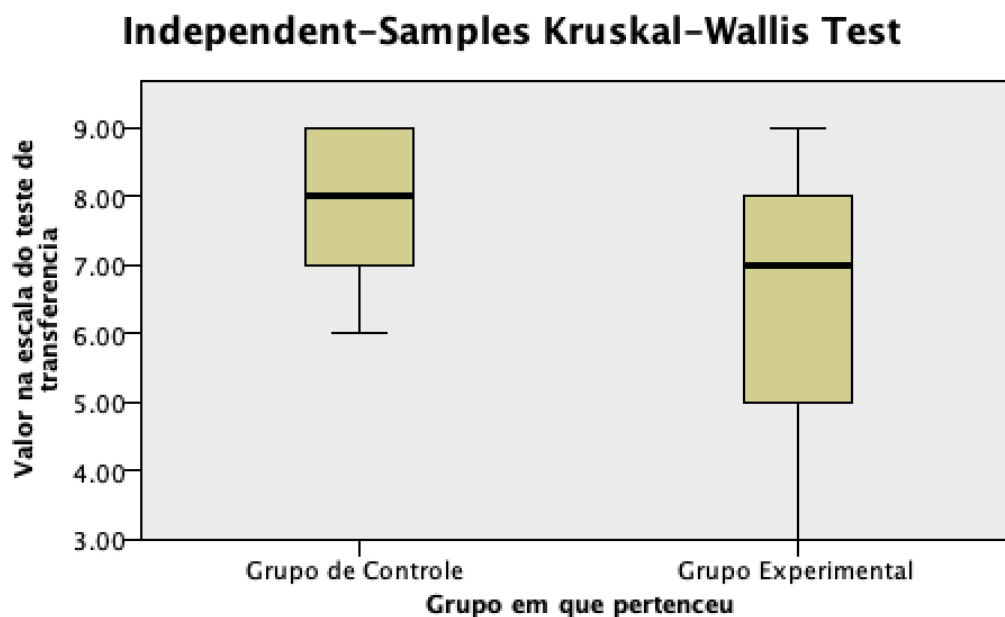 Independent-Samples Kruskal-Wallis Test
Valor na escala do teste de
transferencia
9.00
8.00
7.00
6.00
5.00
4.00
3.00
Grupo de Controle
Grupo Experimental
Grupo em que pertenceu